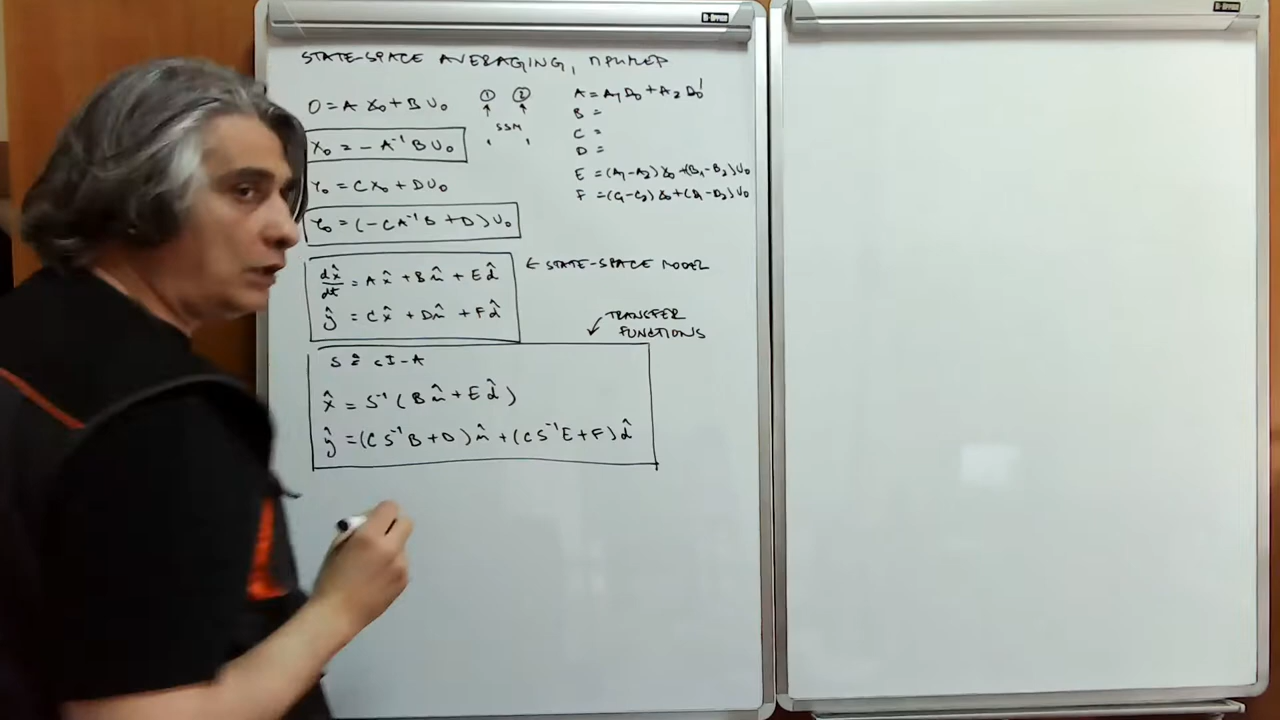 STATE-SPACE AVERAGING, ПРИМЕР
0 = A X₀ + B U₀
① ②
SSM
X₀ = - A⁻¹ B U₀
Y₀ = C X₀ + D U₀
Y₀ = (- C A⁻¹ B + D) U₀
A = A₁ D₀ + A₂ D₀'
B =
C =
D =
E = (A₁ - A₂) X₀ + (B₁ - B₂) U₀
F = (C₁ - C₂) X₀ + (D₁ - D₂) U₀
dx̂/dt = A x̂ + B û + E d̂
ŷ = C x̂ + D û + F d̂
← STATE-SPACE MODEL
TRANSFER
FUNCTIONS
S ≙ sI - A
x̂ = S⁻¹ (B û + E d̂)
ŷ = (C S⁻¹ B + D) û + (C S⁻¹ E + F) d̂